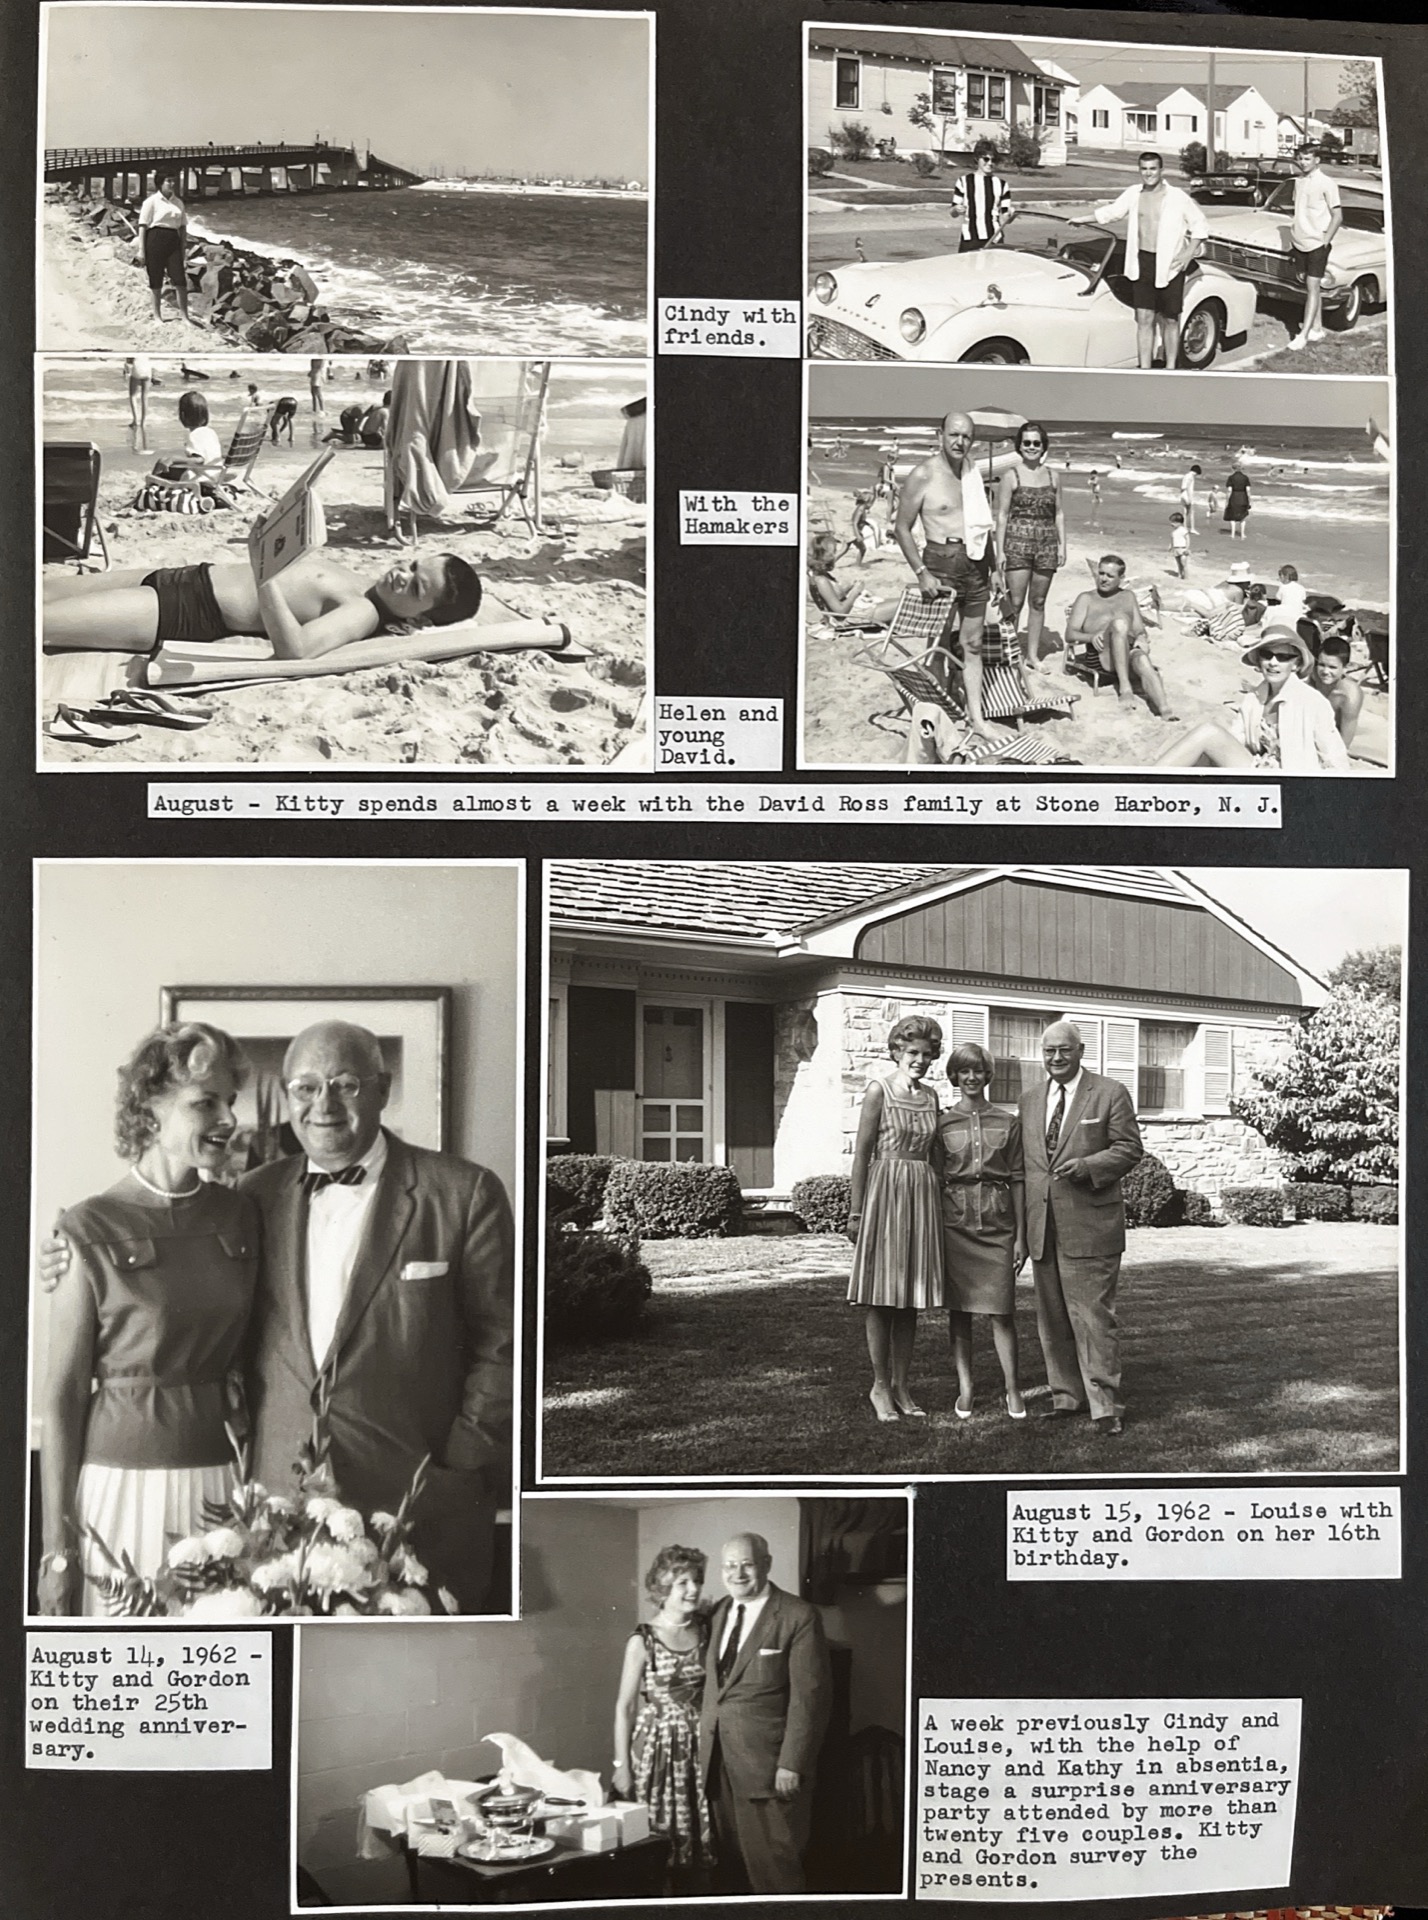 Cindy with
friends.
TRIUMPH
With the
Hamakers
Helen and
young
David.
August - Kitty spends almost a week with the David Ross family at Stone Harbor, N. J.
August 15, 1962 - Louise with
Kitty and Gordon on her 16th
birthday.
August 14, 1962 -
Kitty and Gordon
on their 25th
wedding anniver-
sary.
A week previously Cindy and
Louise, with the help of
Nancy and Kathy in absentia,
stage a surprise anniversary
party attended by more than
twenty five couples. Kitty
and Gordon survey the
presents.